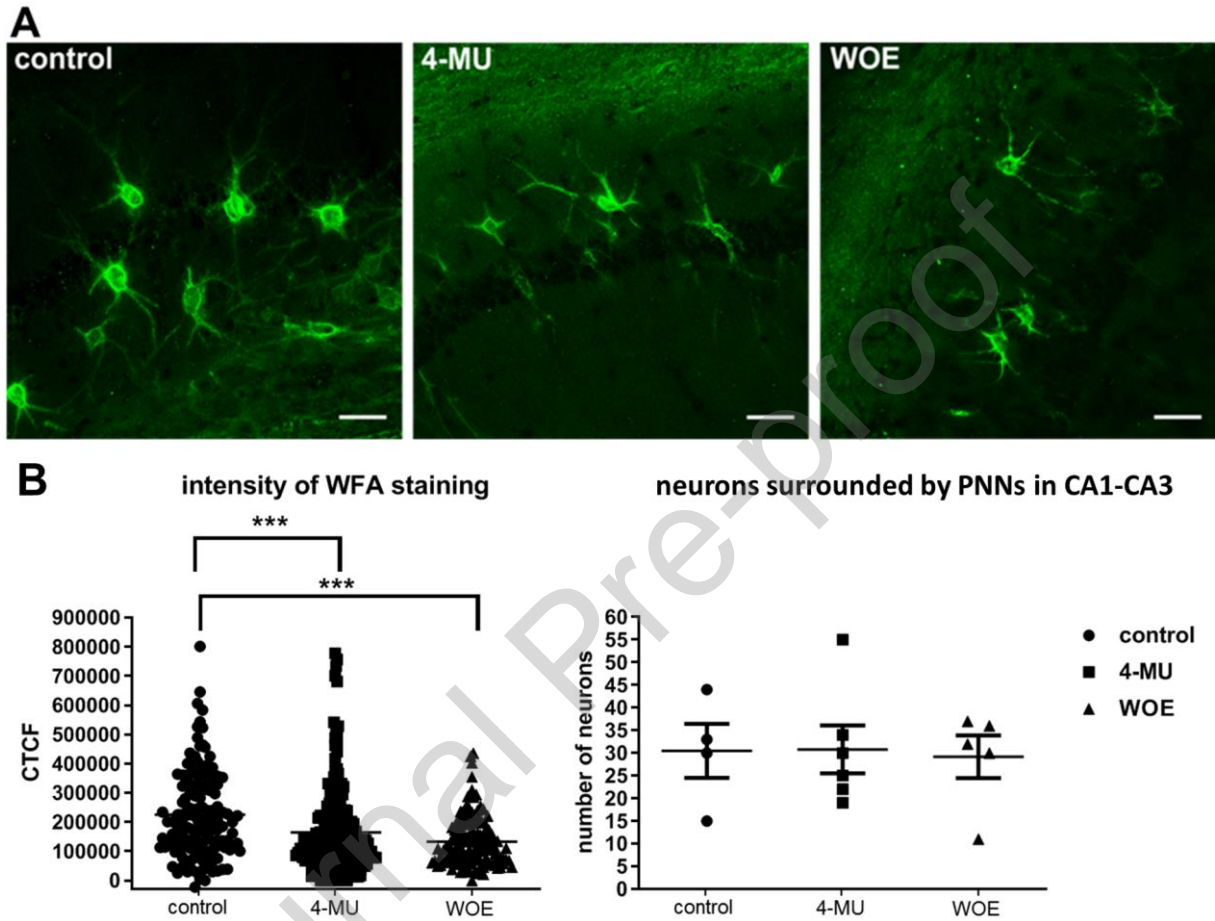 A
control
4-MU
WOE
B
intensity of WFA staining
***
***
CTCF
900000
800000
700000
600000
500000
400000
300000
200000
100000
0
control
4-MU
WOE
neurons surrounded by PNNs in CA1-CA3
number of neurons
60
55
50
45
40
35
30
25
20
15
10
5
0
control
4-MU
WOE
control
4-MU
WOE
rnal Pre-proof